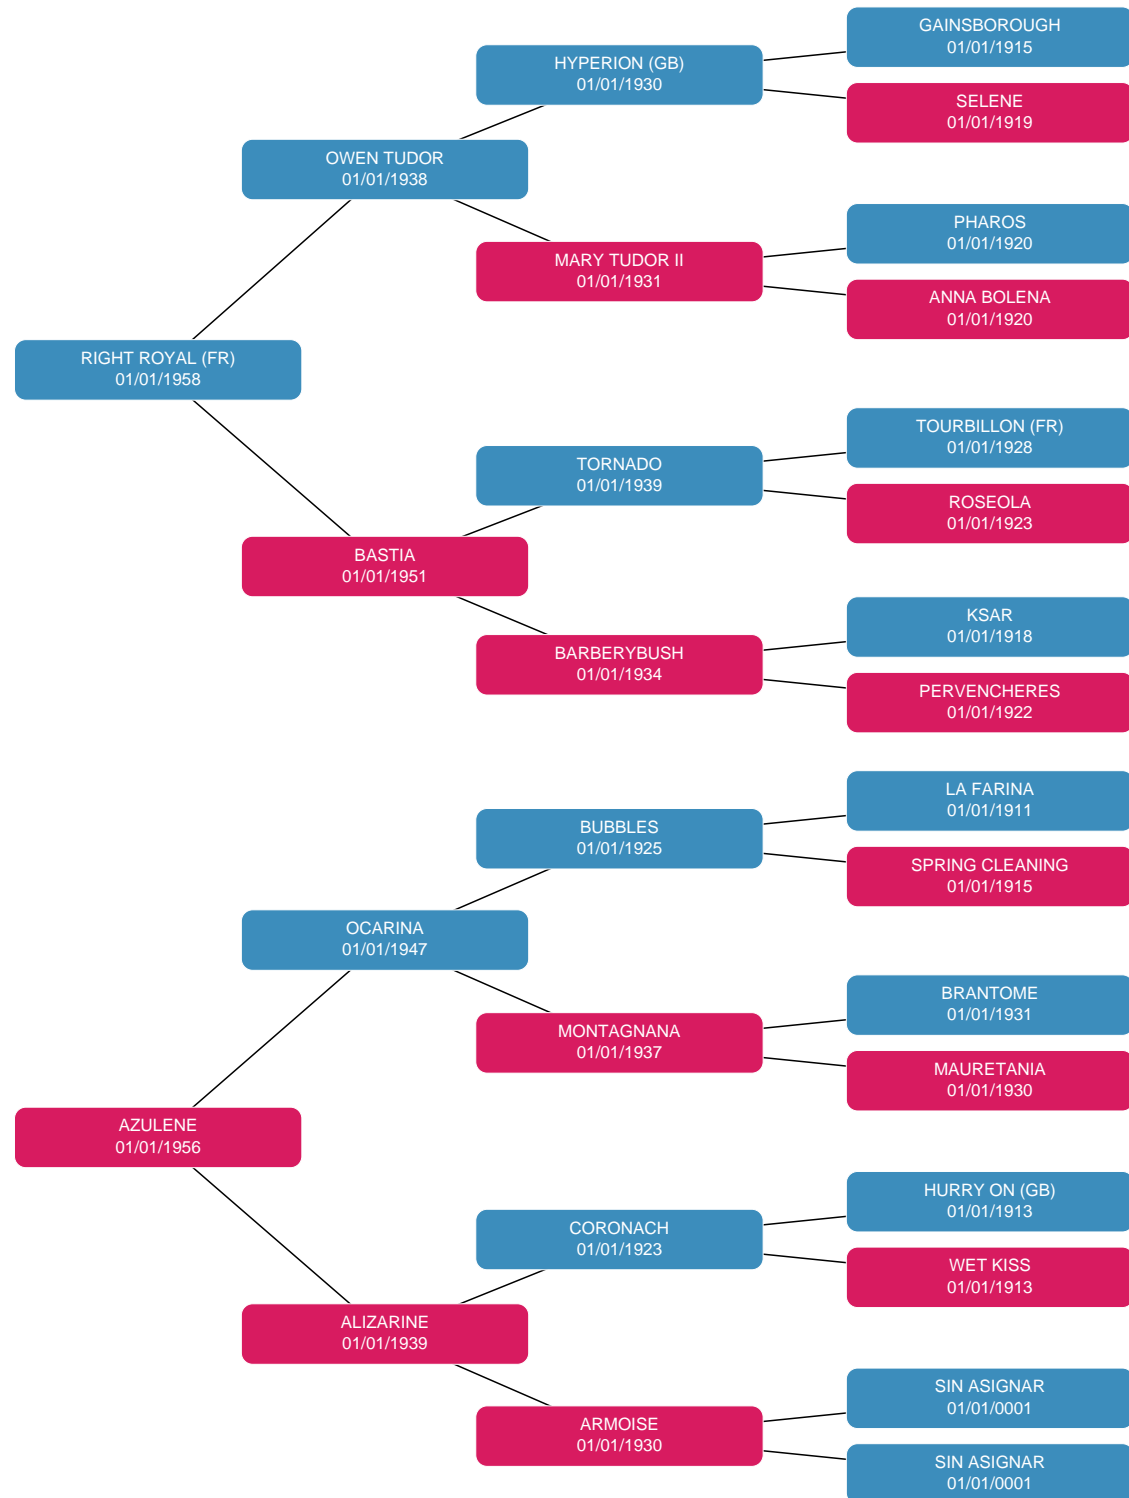 GAINSBOROUGH
01/01/1915
HYPERION (GB)
01/01/1930
SELENE
01/01/1919
OWEN TUDOR
01/01/1938
PHAROS
01/01/1920
MARY TUDOR II
01/01/1931
ANNA BOLENA
01/01/1920
RIGHT ROYAL (FR)
01/01/1958
TOURBILLON (FR)
01/01/1928
TORNADO
01/01/1939
ROSEOLA
01/01/1923
BASTIA
01/01/1951
KSAR
01/01/1918
BARBERYBUSH
01/01/1934
PERVENCHERES
01/01/1922
LA FARINA
01/01/1911
BUBBLES
01/01/1925
SPRING CLEANING
01/01/1915
OCARINA
01/01/1947
BRANTOME
01/01/1931
MONTAGNANA
01/01/1937
MAURETANIA
01/01/1930
AZULENE
01/01/1956
HURRY ON (GB)
01/01/1913
CORONACH
01/01/1923
WET KISS
01/01/1913
ALIZARINE
01/01/1939
SIN ASIGNAR
01/01/0001
ARMOISE
01/01/1930
SIN ASIGNAR
01/01/0001